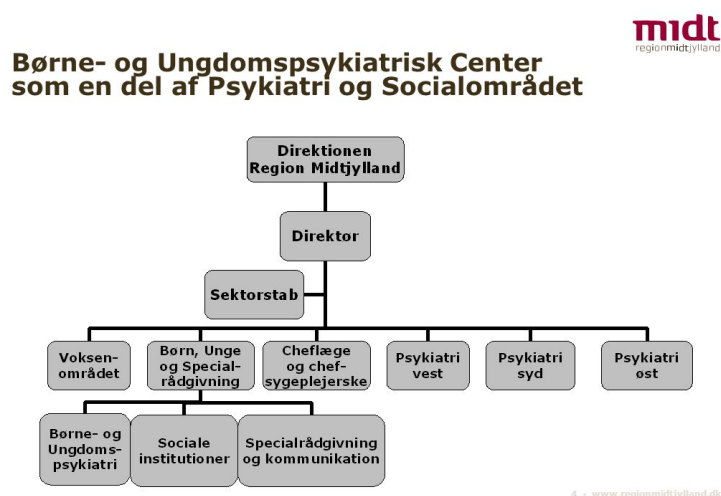 midt
regionmidtjylland
Børne- og Ungdomspsykiatrisk Center
som en del af Psykiatri og Socialområdet
Direktionen
Region Midtjylland
Direktør
Sektorstab
Voksen-
området
Børn, Unge
og Special-
rådgivning
Cheflæge
og chef-
sygeplejerske
Psykiatri
vest
Psykiatri
syd
Psykiatri
øst
Børne- og
Ungdoms-
psykiatri
Sociale
institutioner
Specialrådgivning
og kommunikation
4 ▪ www.regionmidtjylland.dk